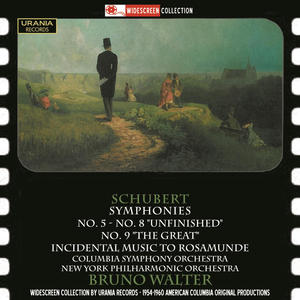 WIDESCREEN COLLECTION
URANIA
RECORDS
SCHUBERT
SYMPHONIES
NO. 5 - NO. 8 "UNFINISHED"
NO. 9 "THE GREAT"
INCIDENTAL MUSIC TO ROSAMUNDE
COLUMBIA SYMPHONY ORCHESTRA
NEW YORK PHILHARMONIC ORCHESTRA
BRUNO WALTER
WIDESCREEN COLLECTION BY URANIA RECORDS - 1954-1960 AMERICAN COLUMBIA ORIGINAL PRODUCTIONS